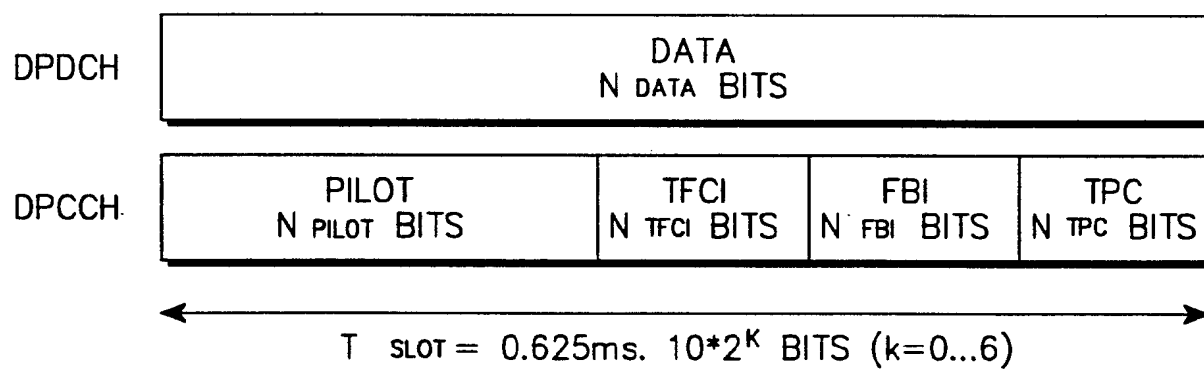 DPDCH
DATA
N DATA BITS
DPCCH
PILOT
N PILOT BITS
TFCI
N TFCI BITS
FBI
N FBI BITS
TPC
N TPC BITS
T SLOT = 0.625ms. 10*2^K BITS (k=0...6)